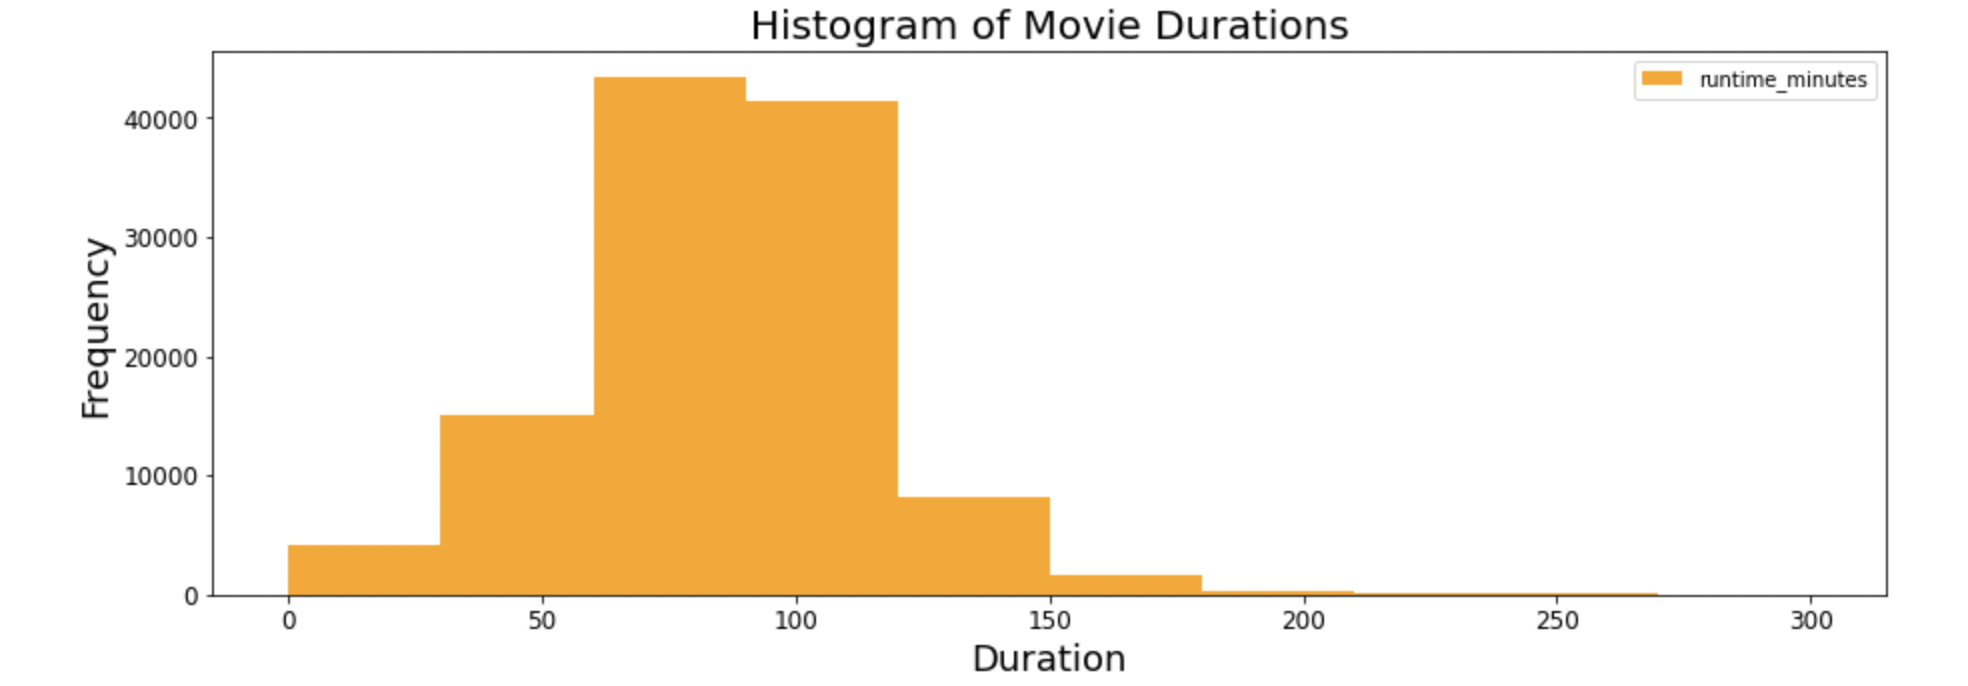 Histogram of Movie Durations
runtime_minutes
Frequency
40000
30000
20000
10000
0
0 50 100 150 200 250 300
Duration